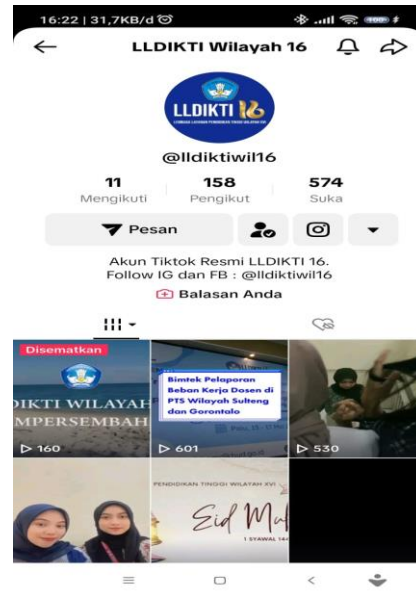 16:22 | 31,7KB/d
100
LLDIKTI Wilayah 16
LLDIKTI 16
@lldiktiwil16
11 158 574
Mengikuti Pengikut Suka
Pesan
Akun Tiktok Resmi LLDIKTI 16.
Follow IG dan FB : @lldiktiwil16
Balasan Anda
Disematkan
DIKTI WILAYAH
MPERSEMBAH
160
Bimtek Pelaporan
Beban Kerja Dosen di
PTS Wilayah Sulteng
dan Gorontalo
601
530
PENDIDIKAN TINGGI WILAYAH XVI
Eid Mu
1 SYAWAL 14